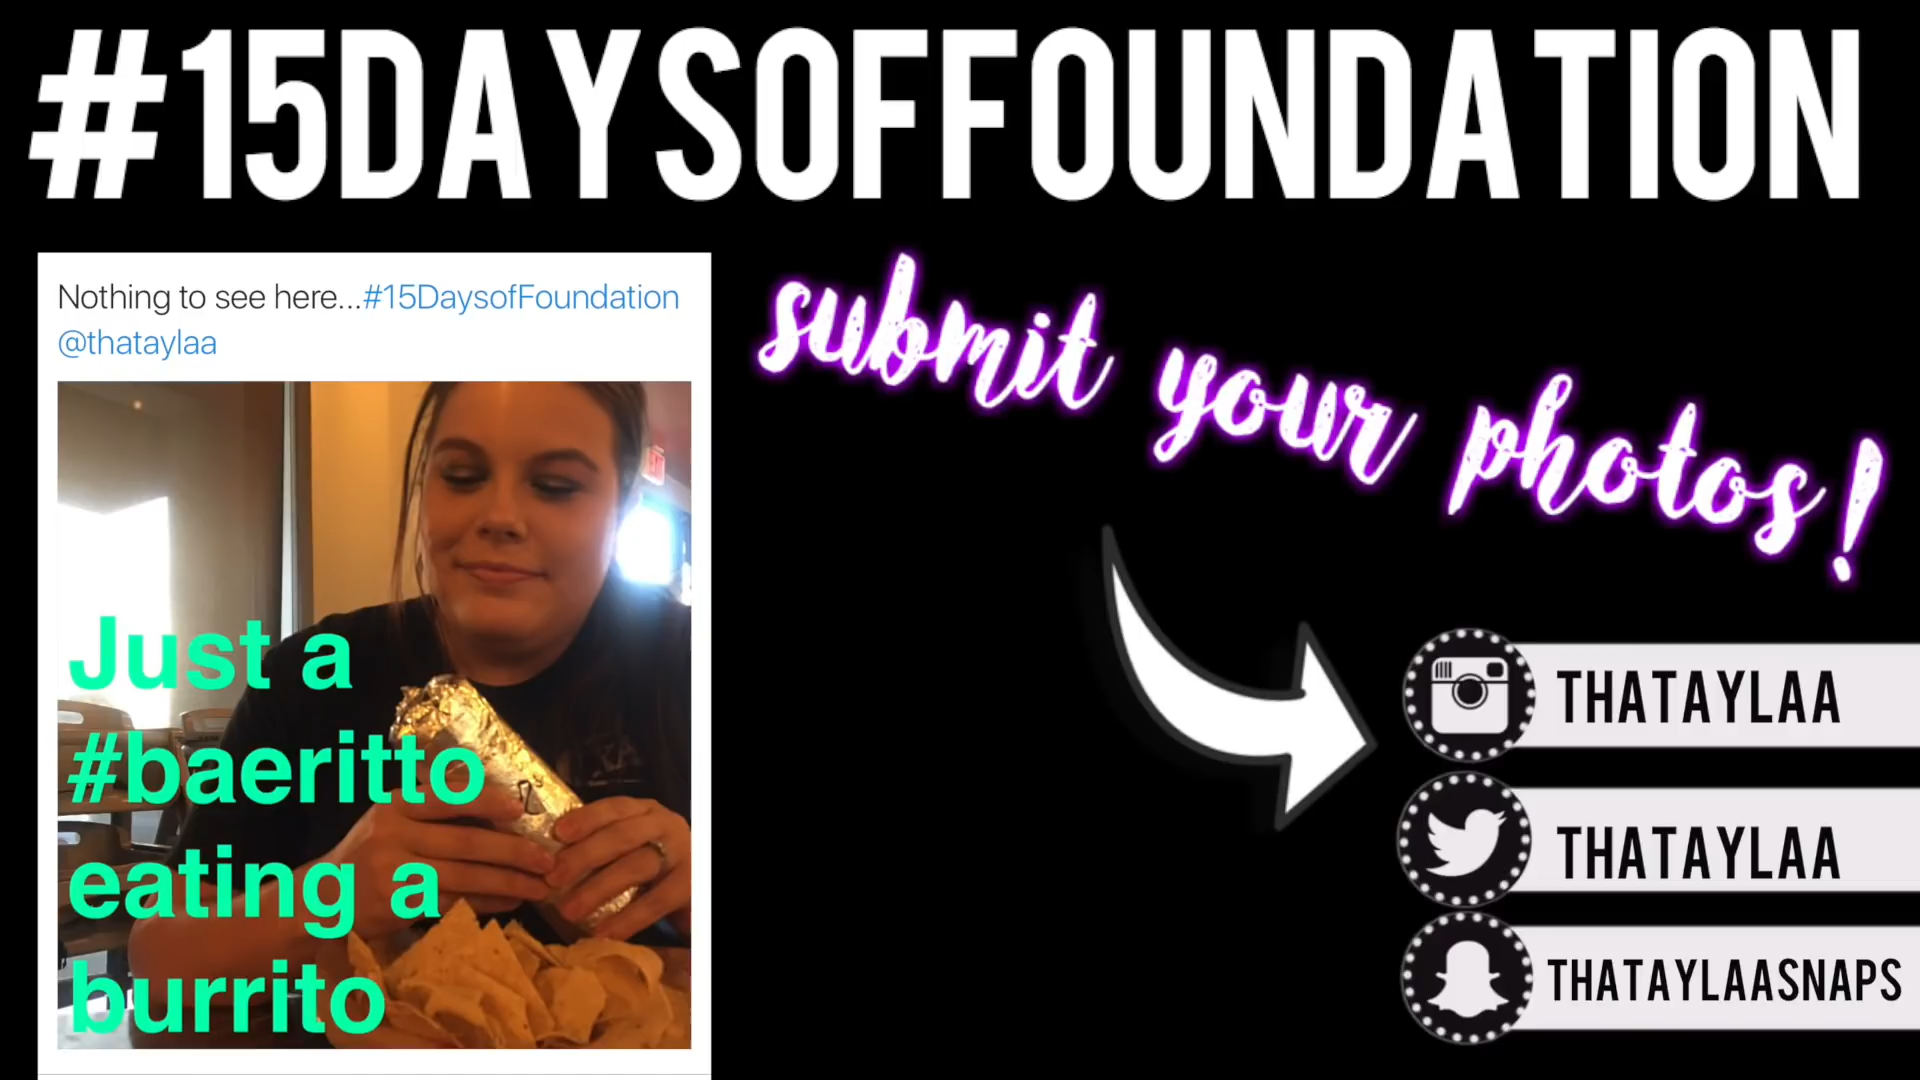 #15DAYSOFFOUNDATION
Nothing to see here...#15DaysofFoundation
@thataylaa
Just a
#baeritto
eating a
burrito
submit your photos!
THATAYLAA
THATAYLAA
THATAYLAASNAPS